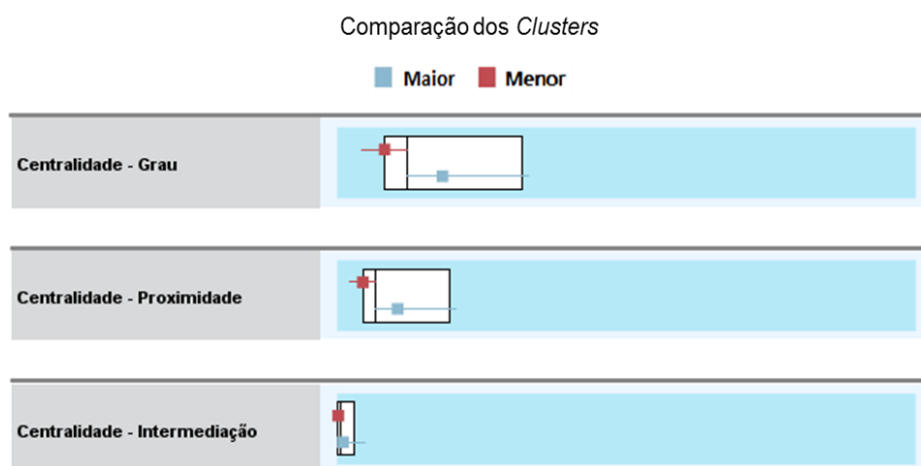 Comparação dos Clusters
Maior Menor
Centralidade - Grau
Centralidade - Proximidade
Centralidade - Intermediação